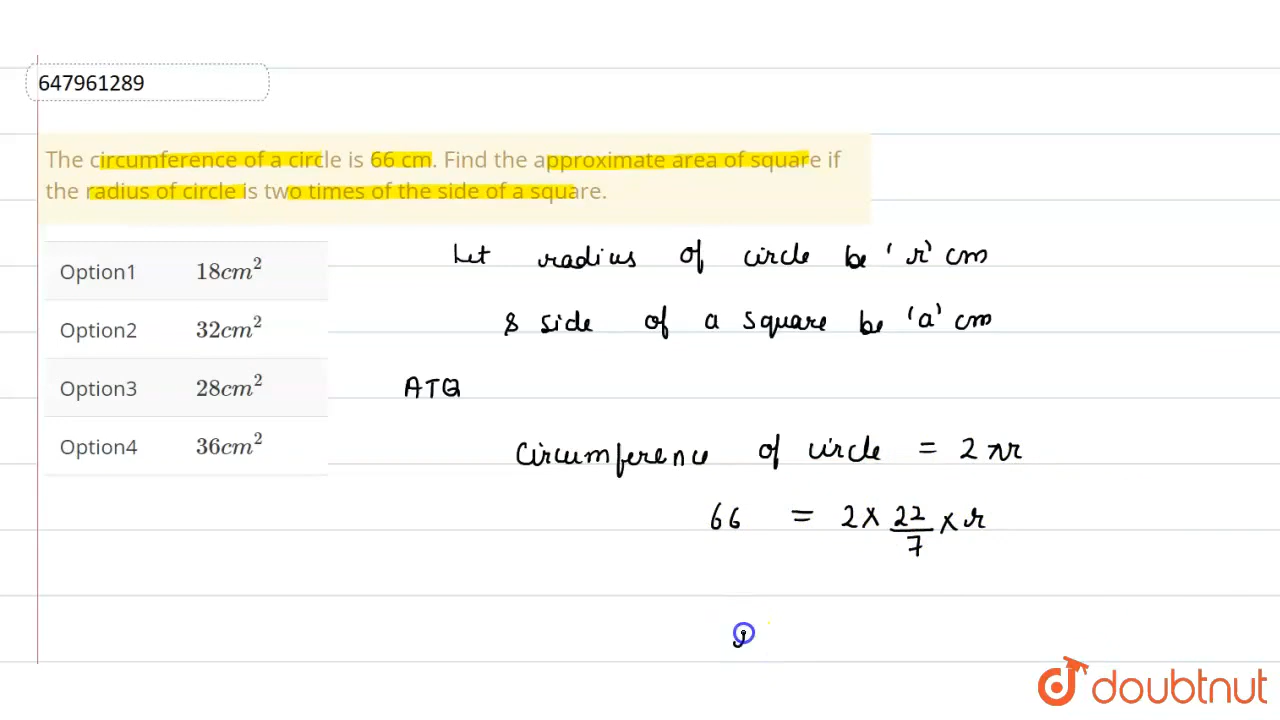 647961289
The circumference of a circle is 66 cm. Find the approximate area of square if
the radius of circle is two times of the side of a square.
Option1 18cm²
Option2 32cm²
Option3 28cm²
Option4 36cm²
Let radius of circle be 'r' cm
& side of a square be 'a' cm
ATQ
Circumference of circle = 2πr
66 = 2 × 22/7 × r
doubtnut